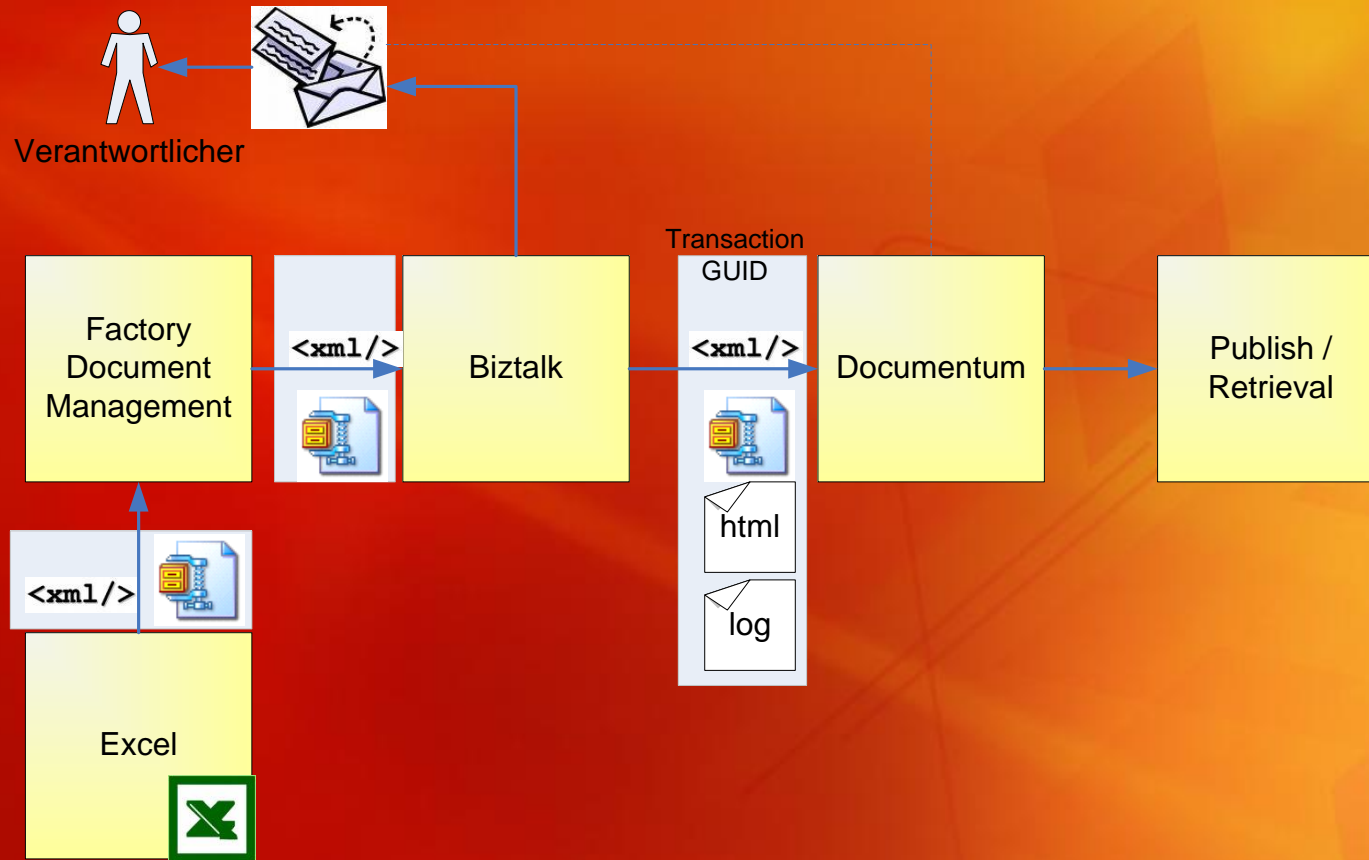 Verantwortlicher
Transaction
GUID
Factory
Document
Management
<xml/>
Biztalk
<xml/>
Documentum
Publish /
Retrieval
html
log
<xml/>
Excel